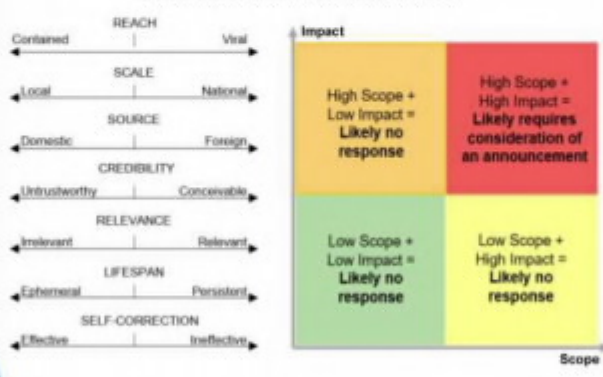 REACH
Contained Viral
SCALE
Local National
SOURCE
Domestic Foreign
CREDIBILITY
Untrustworthy Conceivable
RELEVANCE
Irrelevant Relevant
LIFESPAN
Ephemeral Persistent
SELF-CORRECTION
Effective Ineffective
Impact
High Scope +
Low Impact =
Likely no
response
High Scope +
High Impact =
Likely requires
consideration of
an announcement
Low Scope +
Low Impact =
Likely no
response
Low Scope +
High Impact =
Likely no
response
Scope